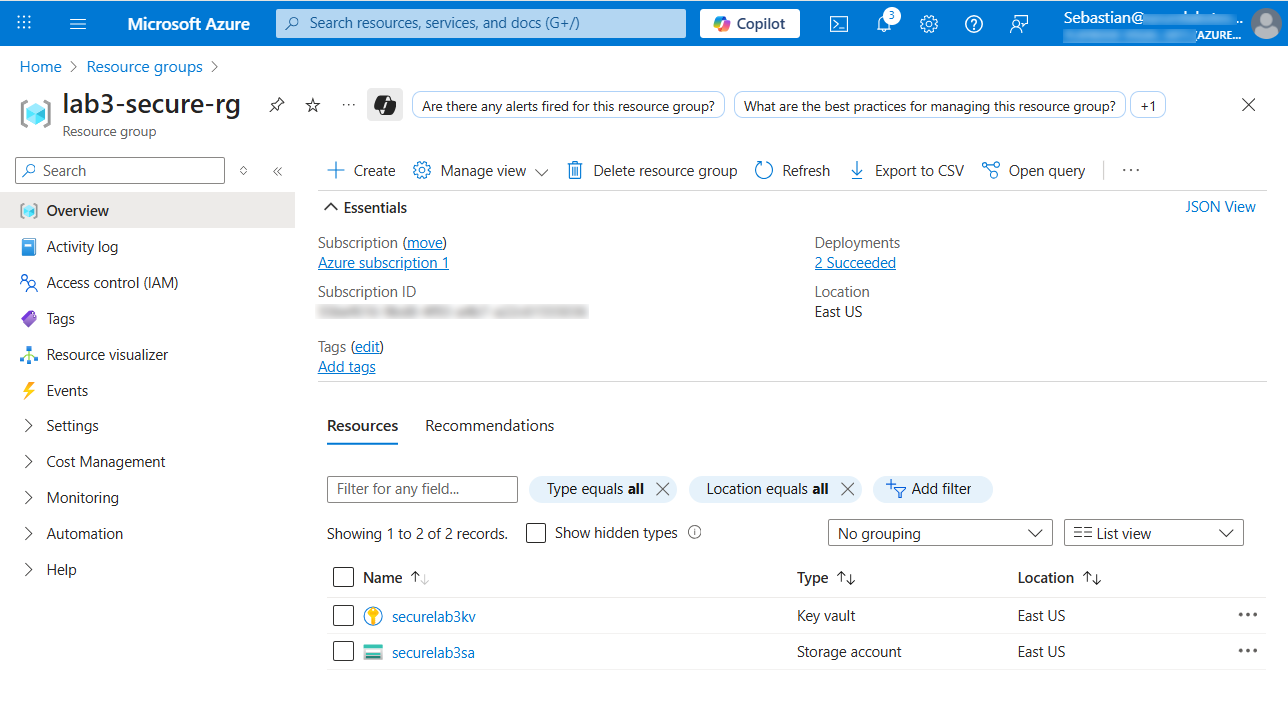 Microsoft Azure
Search resources, services, and docs (G+/)
Copilot
3
Sebastian@
(AZURE...
Home > Resource groups >
lab3-secure-rg
Resource group
...
Are there any alerts fired for this resource group?
What are the best practices for managing this resource group?
+1
Search
Overview
Activity log
Access control (IAM)
Tags
Resource visualizer
Events
Settings
Cost Management
Monitoring
Automation
Help
Create
Manage view
Delete resource group
Refresh
Export to CSV
Open query
...
Essentials
JSON View
Subscription (move)
Azure subscription 1
Subscription ID
Deployments
2 Succeeded
Location
East US
Tags (edit)
Add tags
Resources
Recommendations
Filter for any field...
Type equals all
Location equals all
Add filter
Showing 1 to 2 of 2 records.
Show hidden types
No grouping
List view
Name Type Location
securelab3kv Key vault East US
securelab3sa Storage account East US